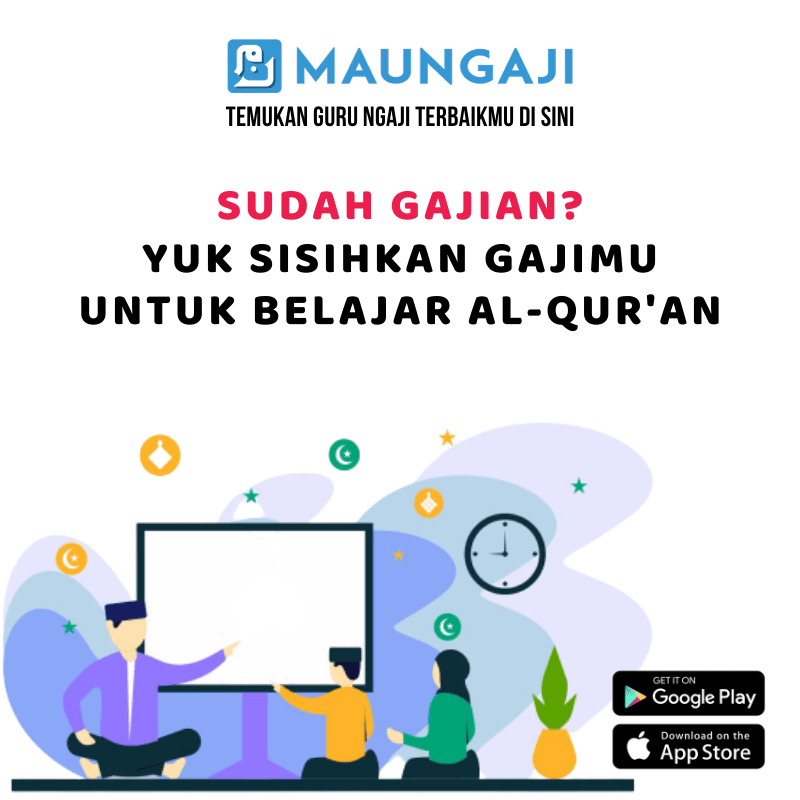 MAUNGAJI
TEMUKAN GURU NGAJI TERBAIKMU DI SINI
SUDAH GAJIAN?
YUK SISIHKAN GAJIMU
UNTUK BELAJAR AL-QUR'AN
GET IT ON
Google Play
Download on the
App Store